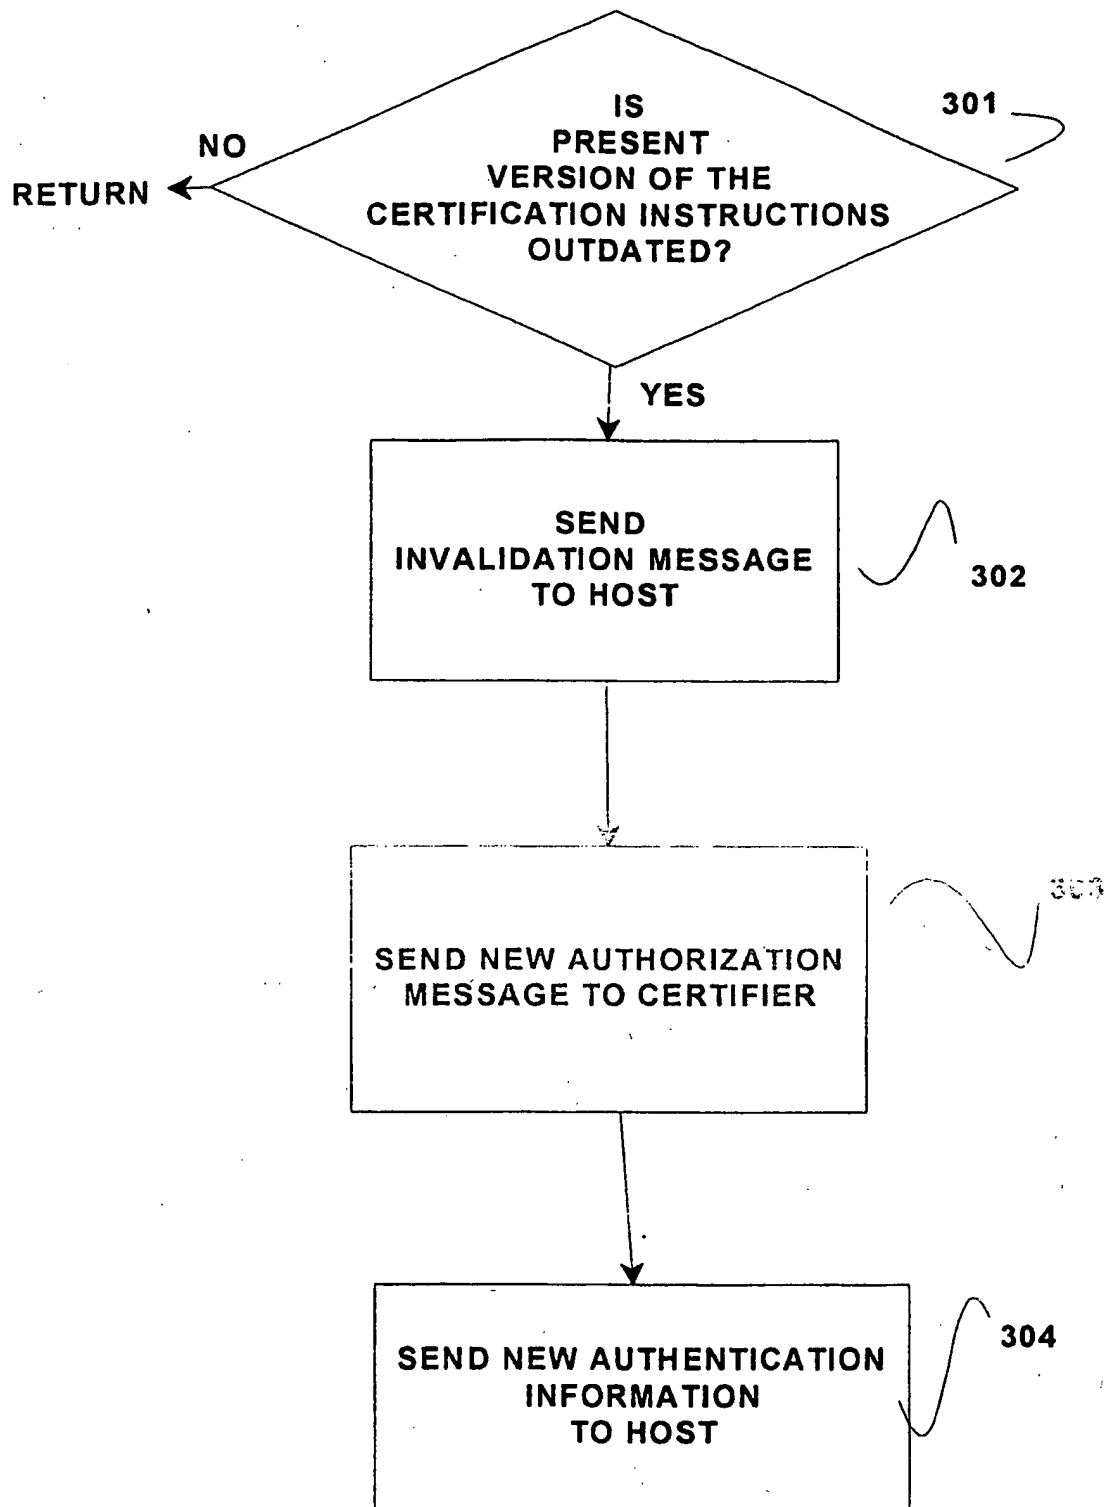 IS
PRESENT
VERSION OF THE
CERTIFICATION INSTRUCTIONS
OUTDATED?
301
NO
RETURN
YES
SEND
INVALIDATION MESSAGE
TO HOST
302
303
SEND NEW AUTHORIZATION
MESSAGE TO CERTIFIER
SEND NEW AUTHENTICATION
INFORMATION
TO HOST
304